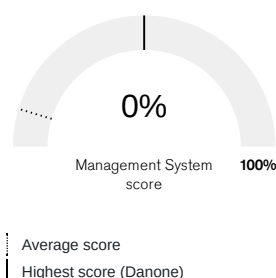 0%
Management System 100%
score
Average score
Highest score (Danone)